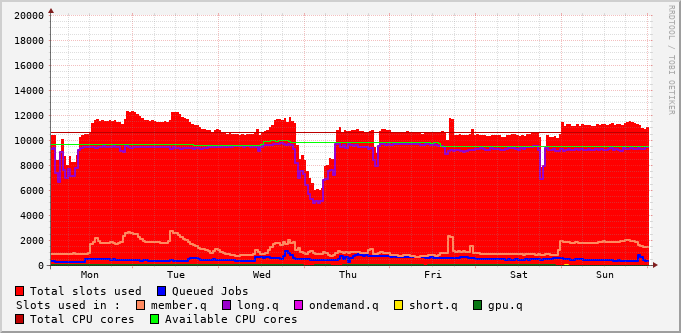 20000
18000
16000
14000
12000
10000
8000
6000
4000
2000
0
Mon Tue Wed Thu Fri Sat Sun
Total slots used Queued Jobs
Slots used in : member.q long.q ondemand.q short.q gpu.q
Total CPU cores Available CPU cores
RRDTOOL / TOBI OETIKER